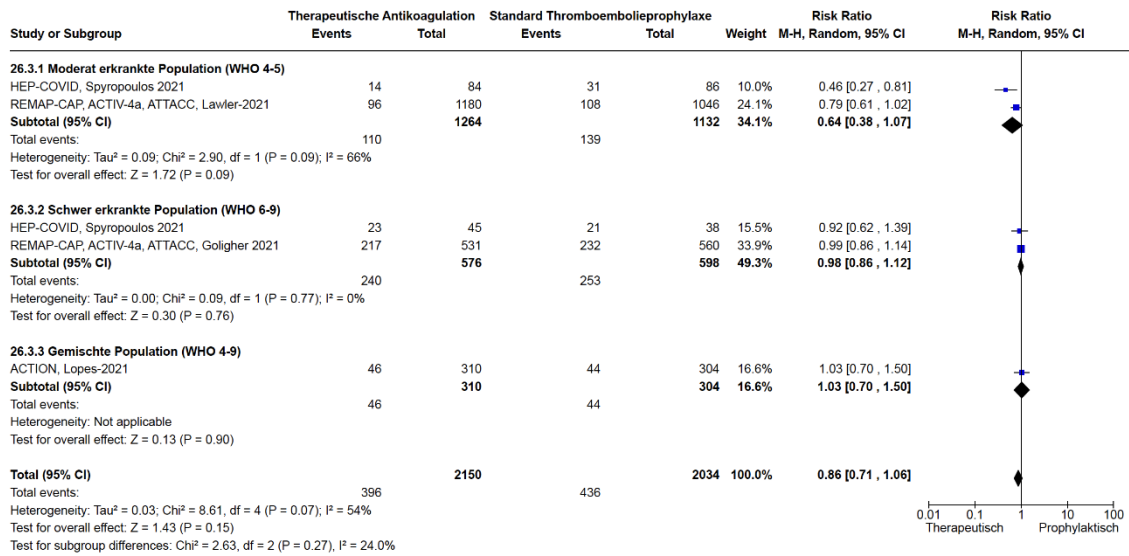 Therapeutische Antikoagulation Standard Thromboembolieprophylaxe Risk Ratio Risk Ratio
Study or Subgroup Events Total Events Total Weight M-H, Random, 95% CI M-H, Random, 95% CI
26.3.1 Moderat erkrankte Population (WHO 4-5)
HEP-COVID, Spyropoulos 2021 14 84 31 86 10.0% 0.46 [0.27 , 0.81]
REMAP-CAP, ACTIV-4a, ATTACC, Lawler-2021 96 1180 108 1046 24.1% 0.79 [0.61 , 1.02]
Subtotal (95% CI) 1264 1132 34.1% 0.64 [0.38 , 1.07]
Total events: 110 139
Heterogeneity: Tau² = 0.09; Chi² = 2.90, df = 1 (P = 0.09); I² = 66%
Test for overall effect: Z = 1.72 (P = 0.09)
26.3.2 Schwer erkrankte Population (WHO 6-9)
HEP-COVID, Spyropoulos 2021 23 45 21 38 15.5% 0.92 [0.62 , 1.39]
REMAP-CAP, ACTIV-4a, ATTACC, Goligher 2021 217 531 232 560 33.9% 0.99 [0.86 , 1.14]
Subtotal (95% CI) 576 598 49.3% 0.98 [0.86 , 1.12]
Total events: 240 253
Heterogeneity: Tau² = 0.00; Chi² = 0.09, df = 1 (P = 0.77); I² = 0%
Test for overall effect: Z = 0.30 (P = 0.76)
26.3.3 Gemischte Population (WHO 4-9)
ACTION, Lopes-2021 46 310 44 304 16.6% 1.03 [0.70 , 1.50]
Subtotal (95% CI) 310 304 16.6% 1.03 [0.70 , 1.50]
Total events: 46 44
Heterogeneity: Not applicable
Test for overall effect: Z = 0.13 (P = 0.90)
Total (95% CI) 2150 2034 100.0% 0.86 [0.71 , 1.06]
Total events: 396 436
Heterogeneity: Tau² = 0.03; Chi² = 8.61, df = 4 (P = 0.07); I² = 54%
Test for overall effect: Z = 1.43 (P = 0.15)
Test for subgroup differences: Chi² = 2.63, df = 2 (P = 0.27), I² = 24.0%
0.01 0.1 1 10 100
Therapeutisch Prophylaktisch